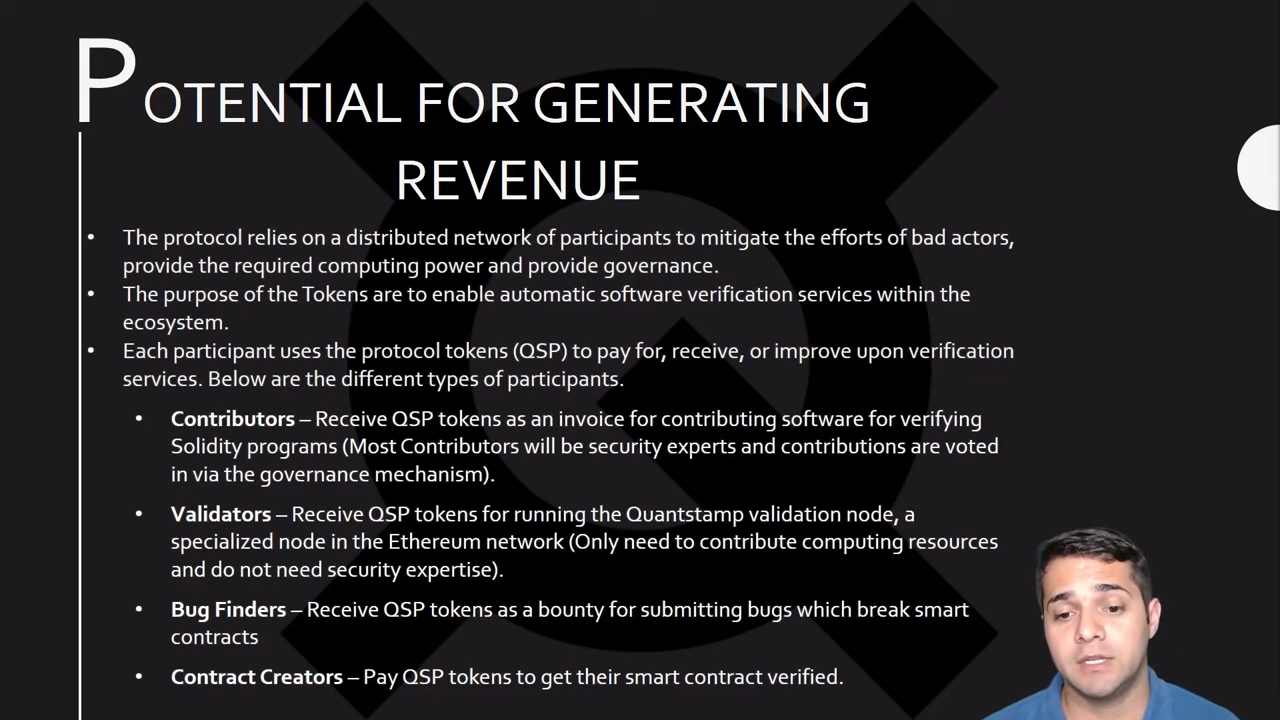 POTENTIAL FOR GENERATING
REVENUE
• The protocol relies on a distributed network of participants to mitigate the efforts of bad actors,
provide the required computing power and provide governance.
• The purpose of the Tokens are to enable automatic software verification services within the
ecosystem.
• Each participant uses the protocol tokens (QSP) to pay for, receive, or improve upon verification
services. Below are the different types of participants.
• Contributors – Receive QSP tokens as an invoice for contributing software for verifying
Solidity programs (Most Contributors will be security experts and contributions are voted
in via the governance mechanism).
• Validators – Receive QSP tokens for running the Quantstamp validation node, a
specialized node in the Ethereum network (Only need to contribute computing resources
and do not need security expertise).
• Bug Finders – Receive QSP tokens as a bounty for submitting bugs which break smart
contracts
• Contract Creators – Pay QSP tokens to get their smart contract verified.